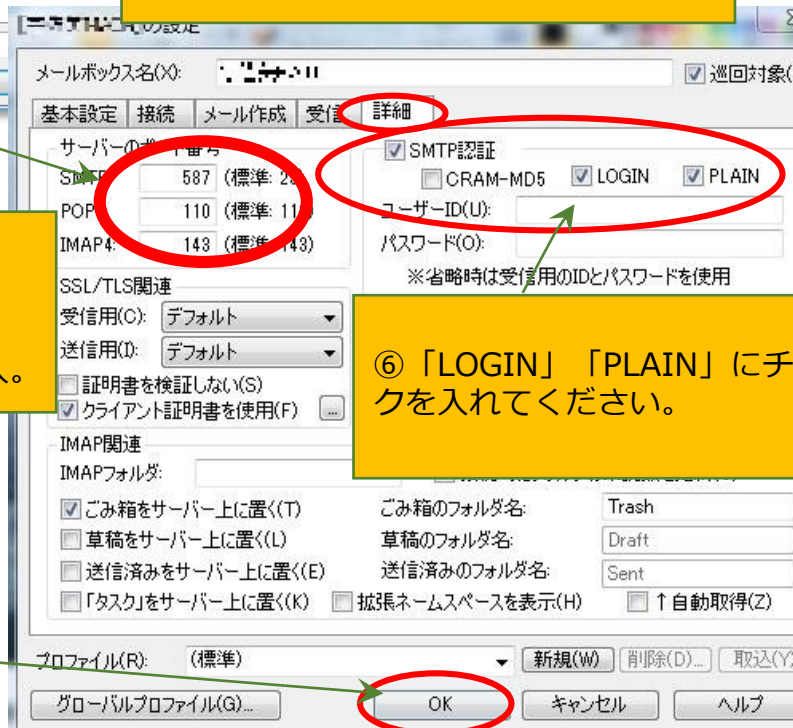 の設定
メールボックス名(X):
巡回対象(
基本設定 接続 メール作成 受信 詳細
サーバーのポート番号
SMTP 587 (標準: 2
POP 110 (標準: 11
IMAP4: 143 (標準: 143)
SMTP認証
CRAM-MD5 LOGIN PLAIN
ユーザーID(U):
パスワード(O):
※省略時は受信用のIDとパスワードを使用
SSL/TLS関連
受信用(C): デフォルト
送信用(I): デフォルト
証明書を検証しない(S)
クライアント証明書を使用(F) ...
ん。
⑥「LOGIN」「PLAIN」にチ
クを入れてください。
IMAP関連
IMAPフォルダ:
ごみ箱をサーバー上に置く(T) ごみ箱のフォルダ名: Trash
草稿をサーバー上に置く(L) 草稿のフォルダ名: Draft
送信済みをサーバー上に置く(E) 送信済みのフォルダ名: Sent
「タスク」をサーバー上に置く(K) 拡張ネームスペースを表示(H) ↑自動取得(Z)
プロファイル(R): (標準) 新規(W) 削除(D)... 取込(Y)
グローバルプロファイル(G)... OK キャンセル ヘルプ